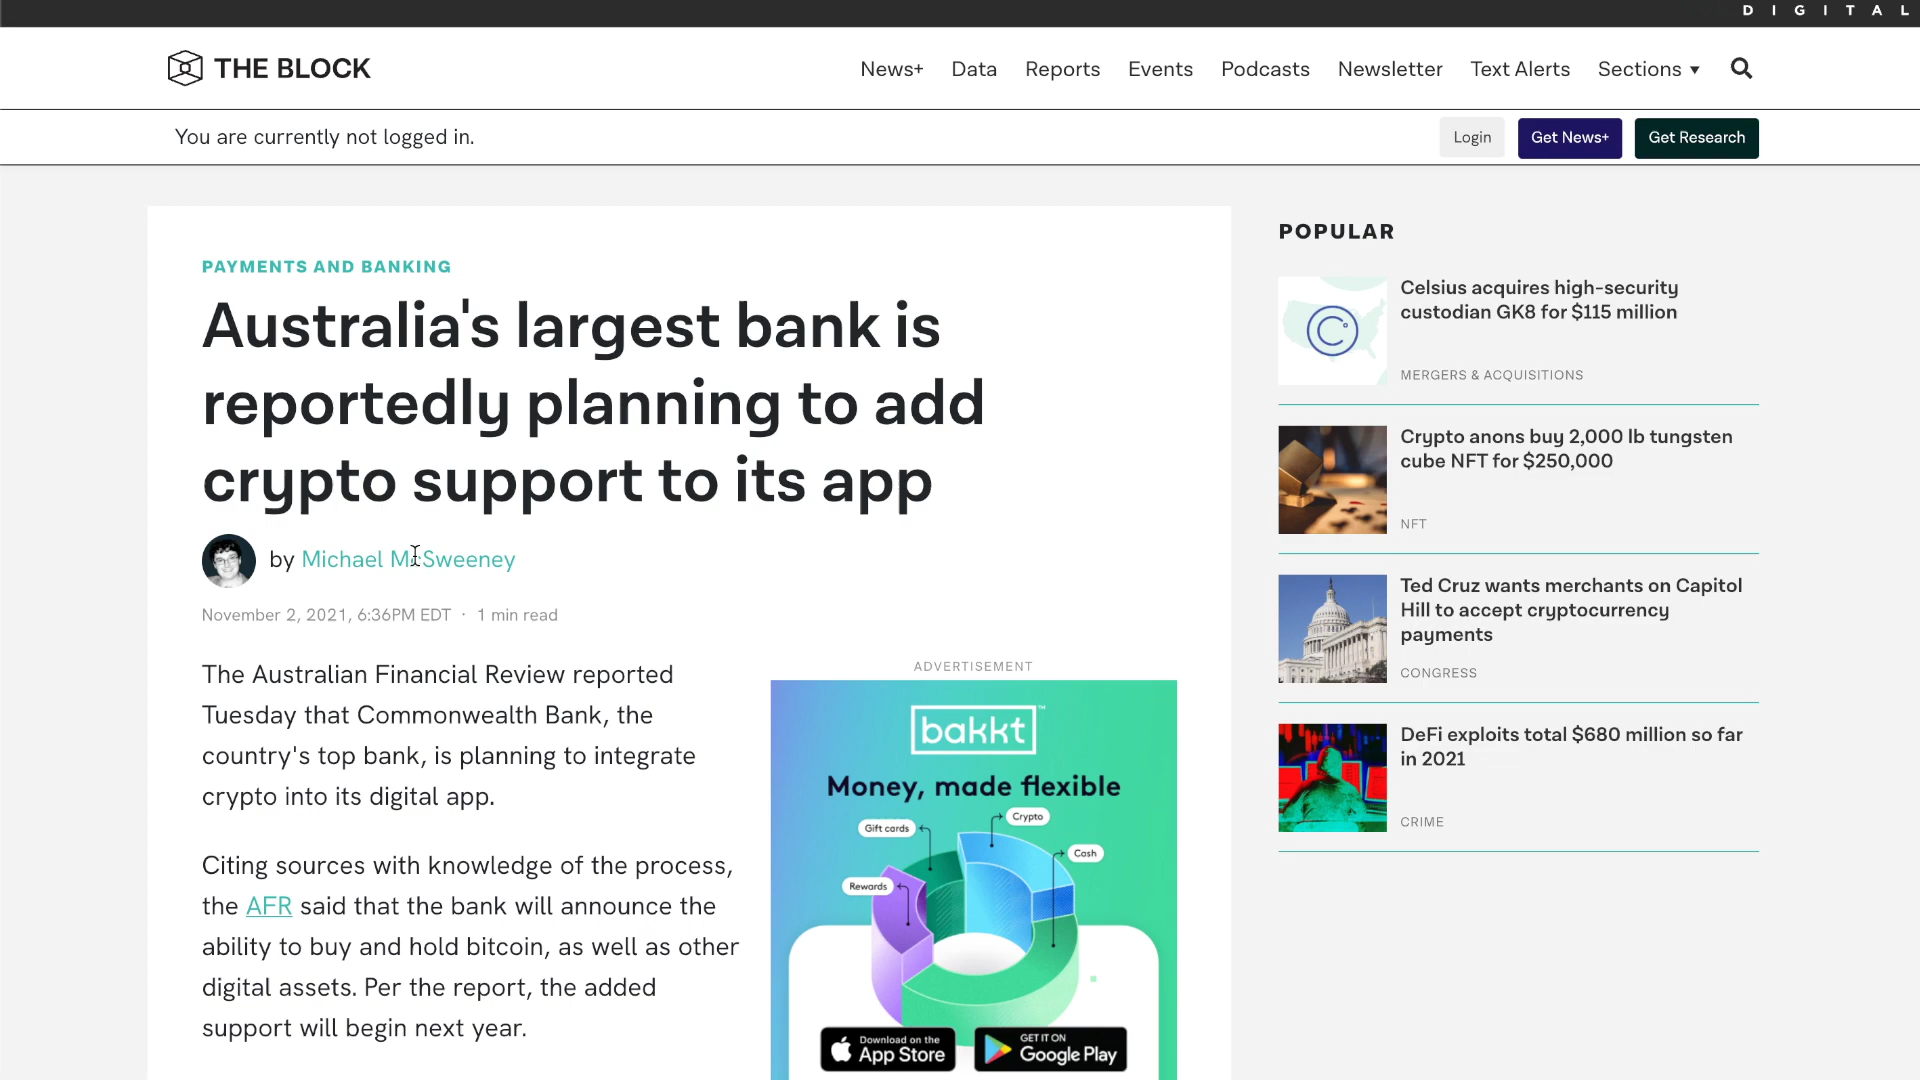 DIGITAL
THE BLOCK
News+ Data Reports Events Podcasts Newsletter Text Alerts Sections ▼
You are currently not logged in.
Login Get News+ Get Research
PAYMENTS AND BANKING
Australia's largest bank is
reportedly planning to add
crypto support to its app
by Michael McSweeney
November 2, 2021, 6:36PM EDT · 1 min read
The Australian Financial Review reported
Tuesday that Commonwealth Bank, the
country's top bank, is planning to integrate
crypto into its digital app.
Citing sources with knowledge of the process,
the AFR said that the bank will announce the
ability to buy and hold bitcoin, as well as other
digital assets. Per the report, the added
support will begin next year.
ADVERTISEMENT
bakkt™
Money, made flexible
Crypto
Gift cards
Cash
Rewards
Download on the
App Store
GET IT ON
Google Play
POPULAR
Celsius acquires high-security
custodian GK8 for $115 million
MERGERS & ACQUISITIONS
Crypto anons buy 2,000 lb tungsten
cube NFT for $250,000
NFT
Ted Cruz wants merchants on Capitol
Hill to accept cryptocurrency
payments
CONGRESS
DeFi exploits total $680 million so far
in 2021
CRIME